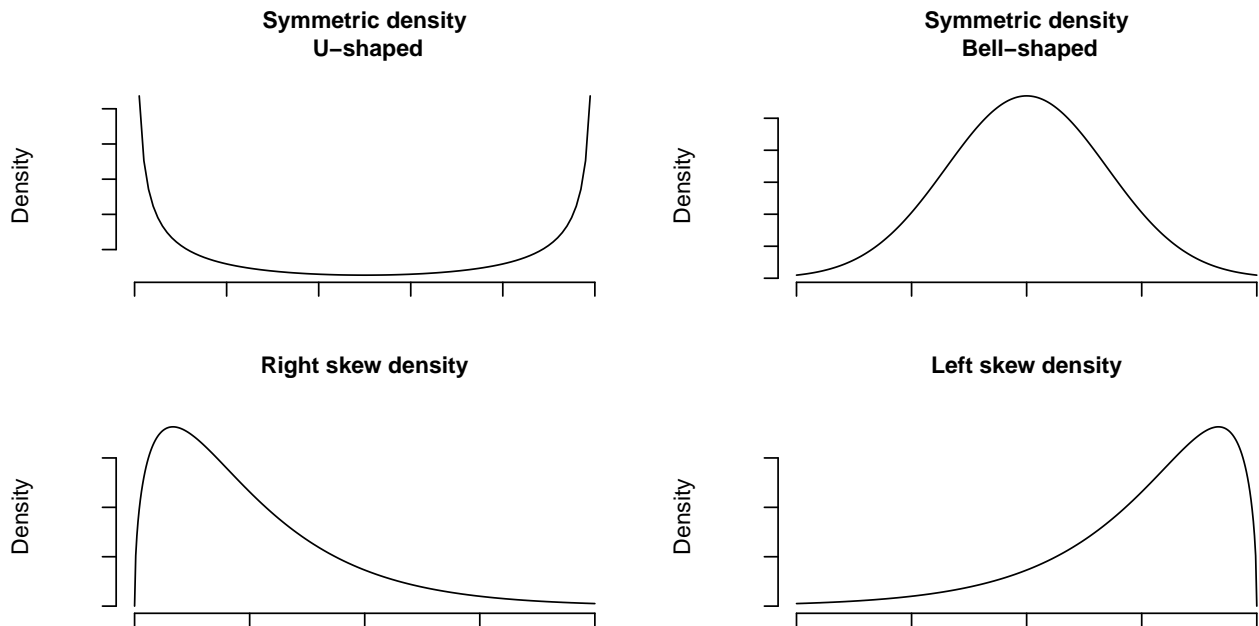 Symmetric density
U−shaped
Density
Symmetric density
Bell−shaped
Density
Right skew density
Density
Left skew density
Density